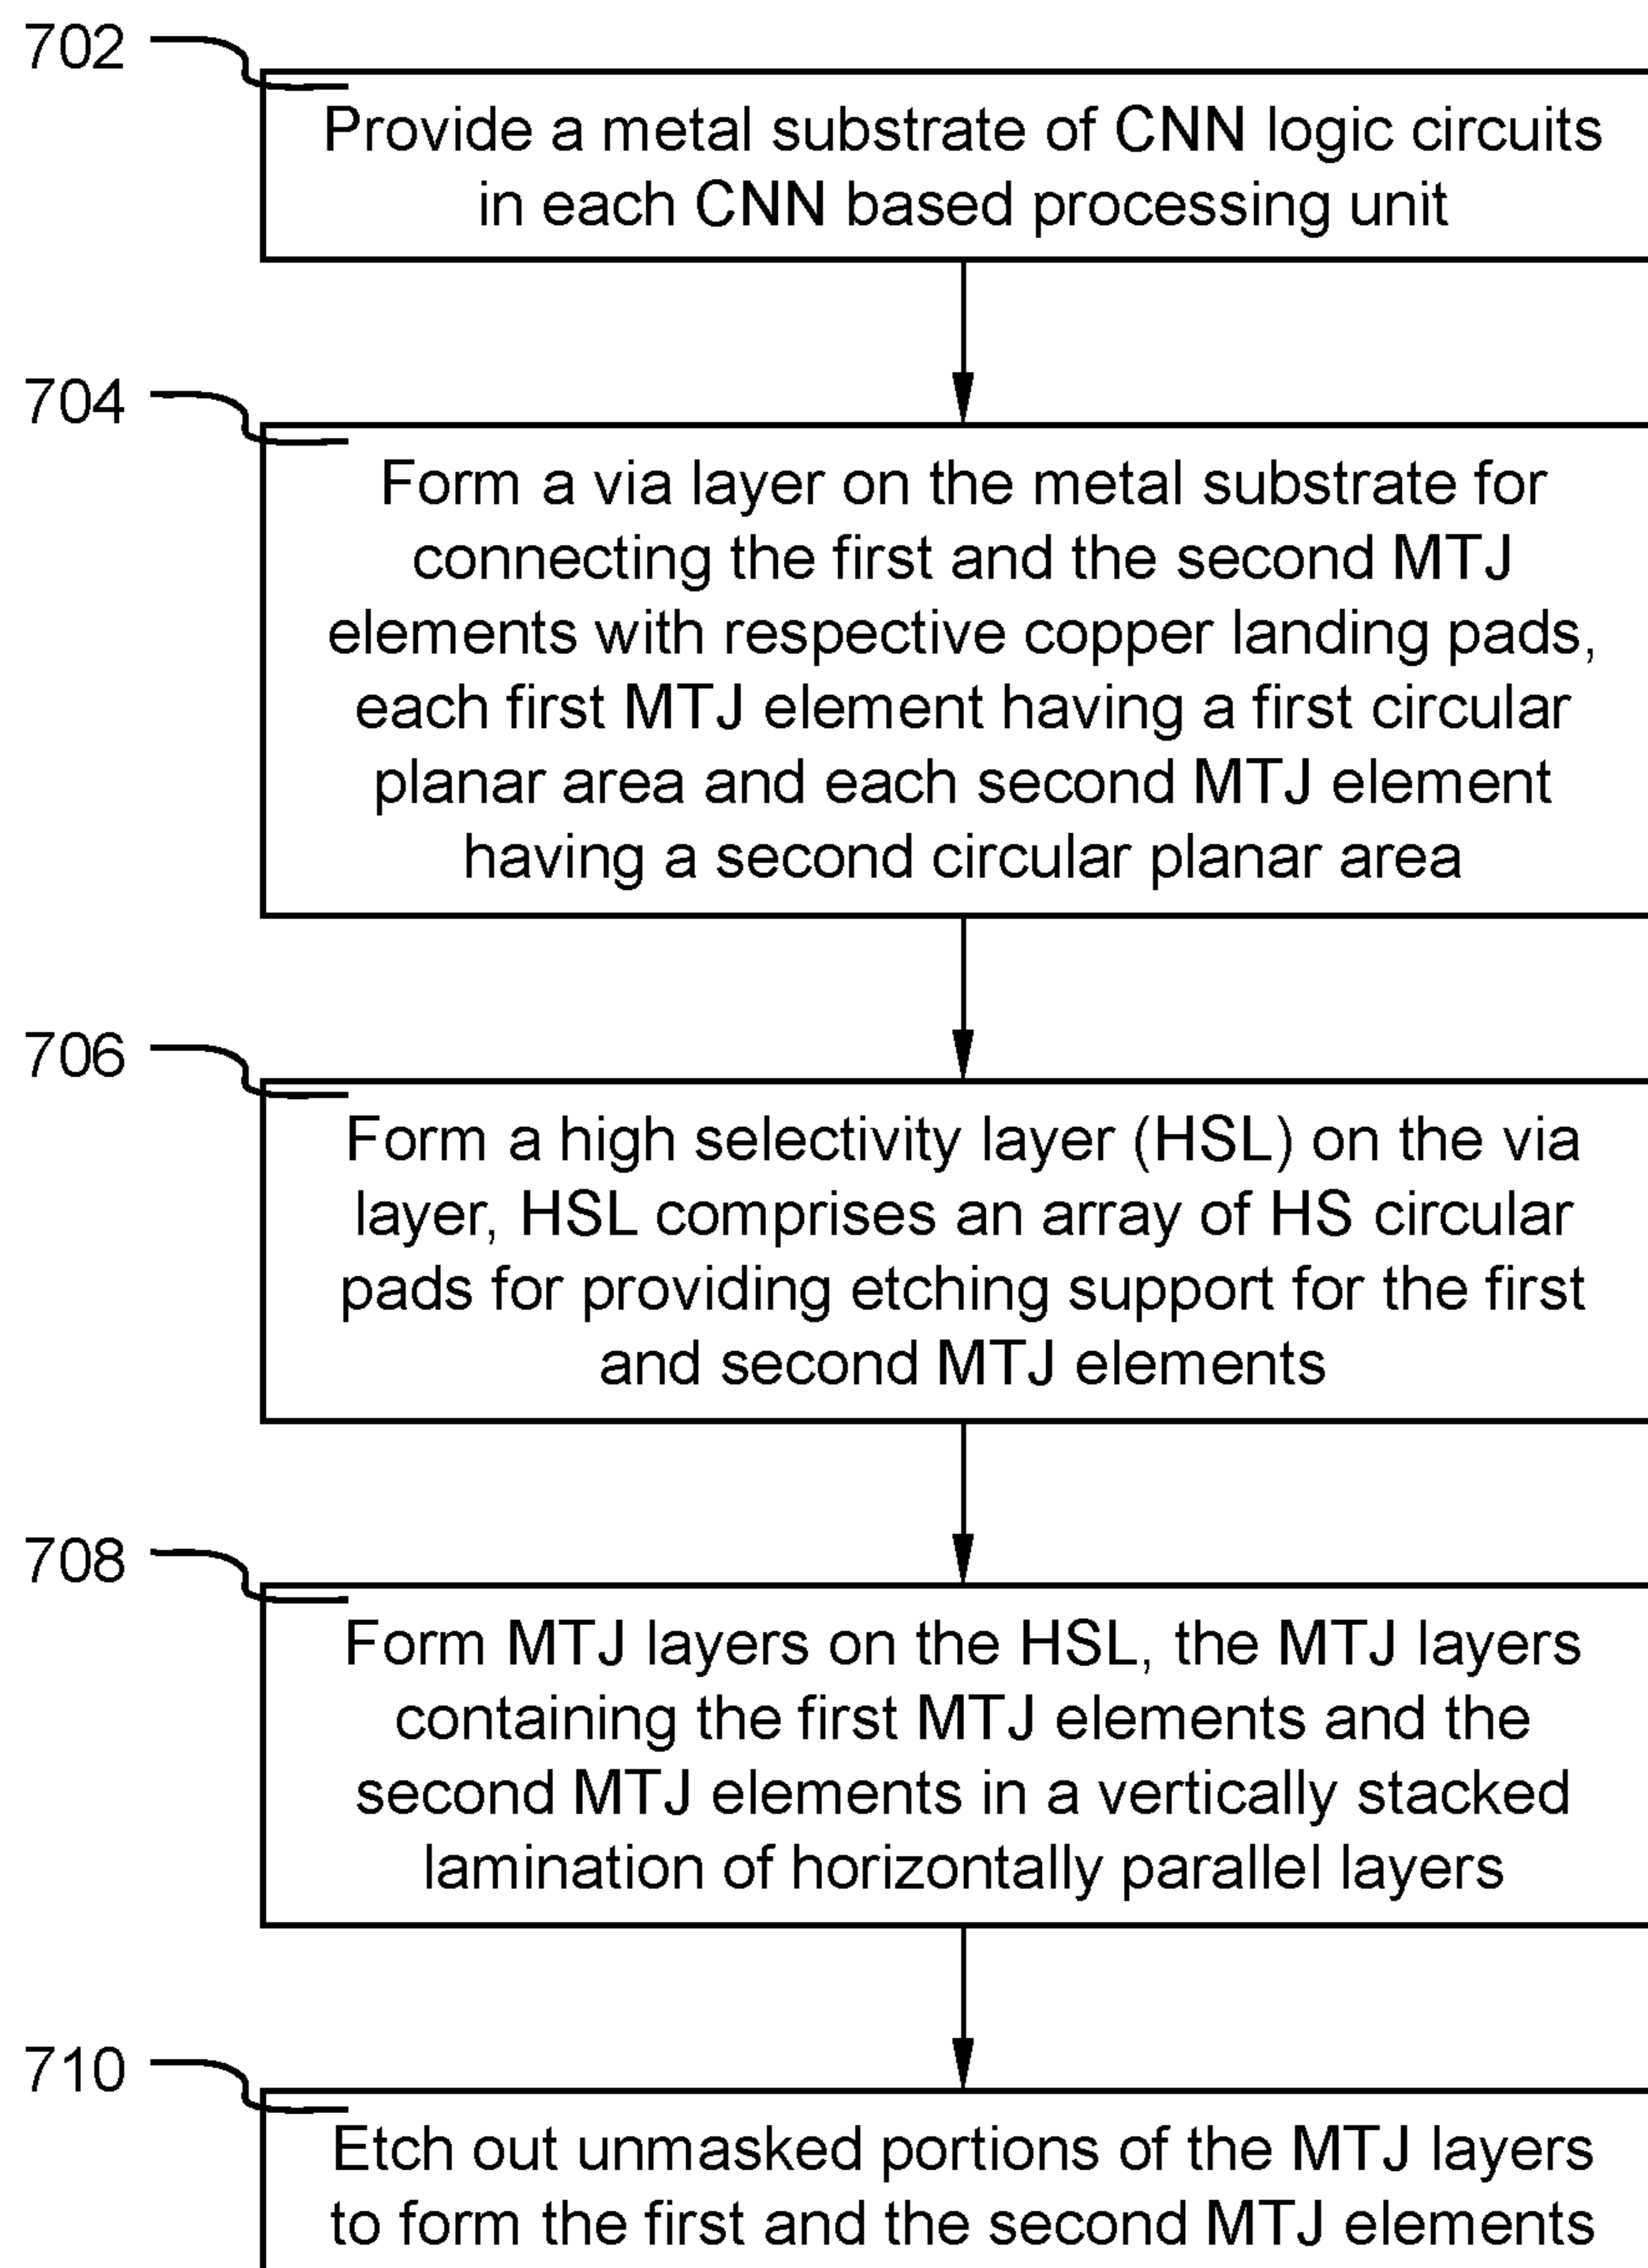 702
Provide a metal substrate of CNN logic circuits
in each CNN based processing unit
704
Form a via layer on the metal substrate for
connecting the first and the second MTJ
elements with respective copper landing pads,
each first MTJ element having a first circular
planar area and each second MTJ element
having a second circular planar area
706
Form a high selectivity layer (HSL) on the via
layer, HSL comprises an array of HS circular
pads for providing etching support for the first
and second MTJ elements
708
Form MTJ layers on the HSL, the MTJ layers
containing the first MTJ elements and the
second MTJ elements in a vertically stacked
lamination of horizontally parallel layers
710
Etch out unmasked portions of the MTJ layers
to form the first and the second MTJ elements